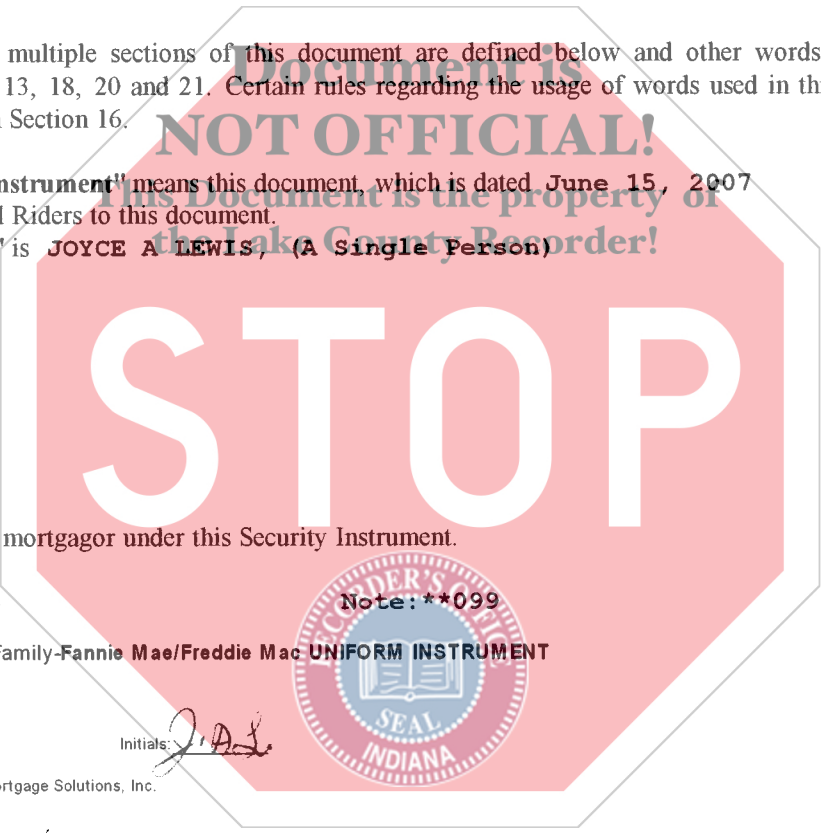 multiple sections of this document are defined below and other words
13, 18, 20 and 21. Certain rules regarding the usage of words used in
Section 16.
Document is
NOT OFFICIAL!
This Document is the property of
the Lake County Recorder!
Instrument" means this document, which is dated June 15, 2007
Riders to this document.
is JOYCE A LEWIS, (A Single Person)
STOP
mortgagor under this Security Instrument.
Note:**099
Family-Fannie Mae/Freddie Mac UNIFORM INSTRUMENT
RECORDER'S OFFICE
SEAL
INDIANA
Initials: J.A.L.
rtgage Solutions, Inc.